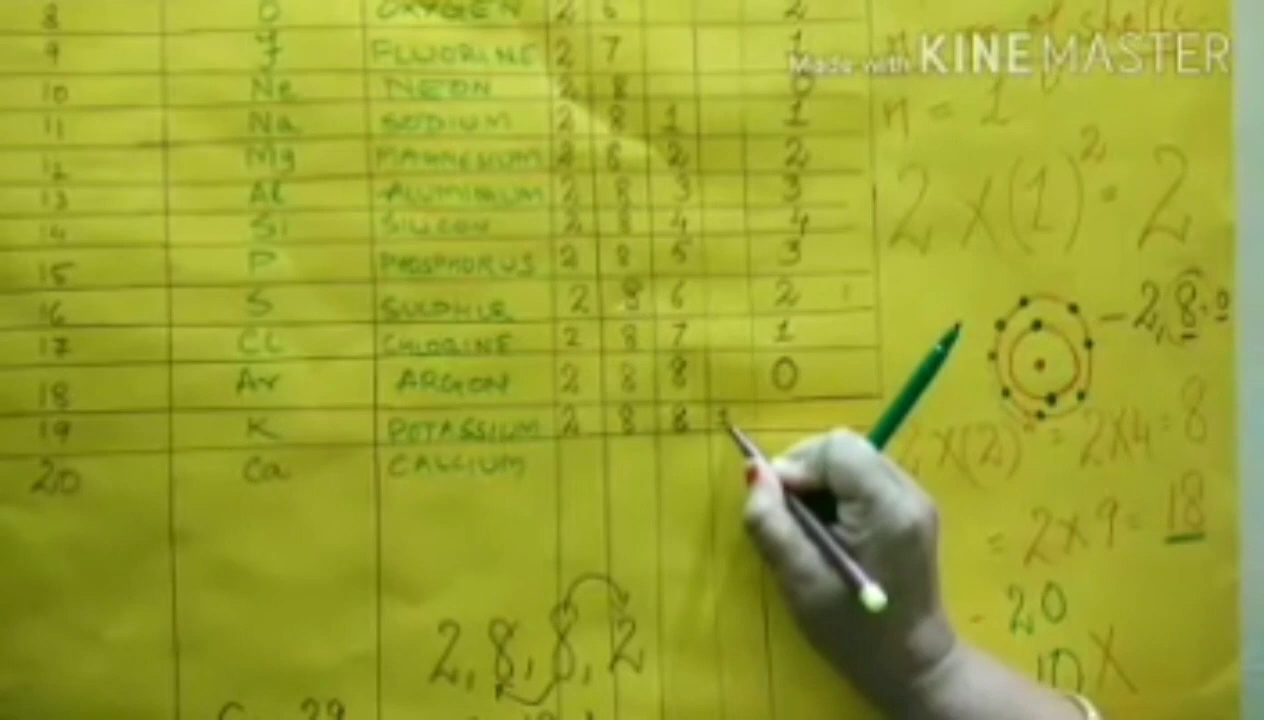 8 O OXYGEN 2 6 2
9 F FLUORINE 2 7 1
10 Ne NEON 2 8 0
11 Na SODIUM 2 8 1 1
12 Mg MAGNESIUM 2 8 2 2
13 Al ALUMINIUM 2 8 3 3
14 Si SILICON 2 8 4 4
15 P PHOSPHORUS 2 8 5 3
16 S SULPHUR 2 8 6 2
17 CL CHLORINE 2 8 7 1
18 Ar ARGON 2 8 8 0
19 K POTASSIUM 2 8 8
20 Ca CALCIUM
2, 8, 8, 2
of shells
Made with KINEMASTER
n = 1
2 x (1)² = 2
- 2, 8
2 x (2)² = 2x4 = 8
= 2x9 = 18
- 20
10 X